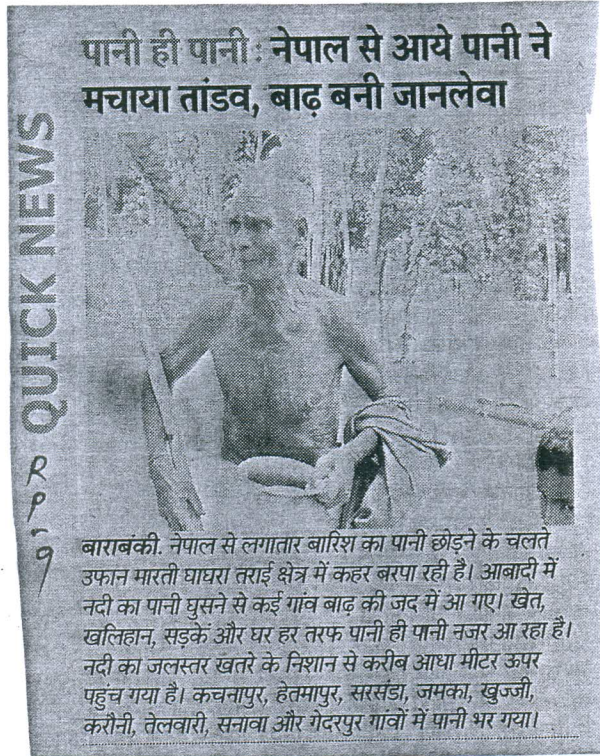 पानी ही पानी : नेपाल से आये पानी ने
मचाया तांडव, बाढ़ बनी जानलेवा
QUICK NEWS
बाराबंकी. नेपाल से लगातार बारिश का पानी छोड़ने के चलते
उफान मारती घाघरा तराई क्षेत्र में कहर बरपा रही है। आबादी में
नदी का पानी घुसने से कई गांव बाढ़ की जद में आ गए। खेत,
खलिहान, सड़कें और घर हर तरफ पानी ही पानी नजर आ रहा है।
नदी का जलस्तर खतरे के निशान से करीब आधा मीटर ऊपर
पहुंच गया है। कचनापुर, हेतमापुर, सरसंडा, जमका, खुज्जी,
करौनी, तेलवारी, सनावा और गेदरपुर गांवों में पानी भर गया।